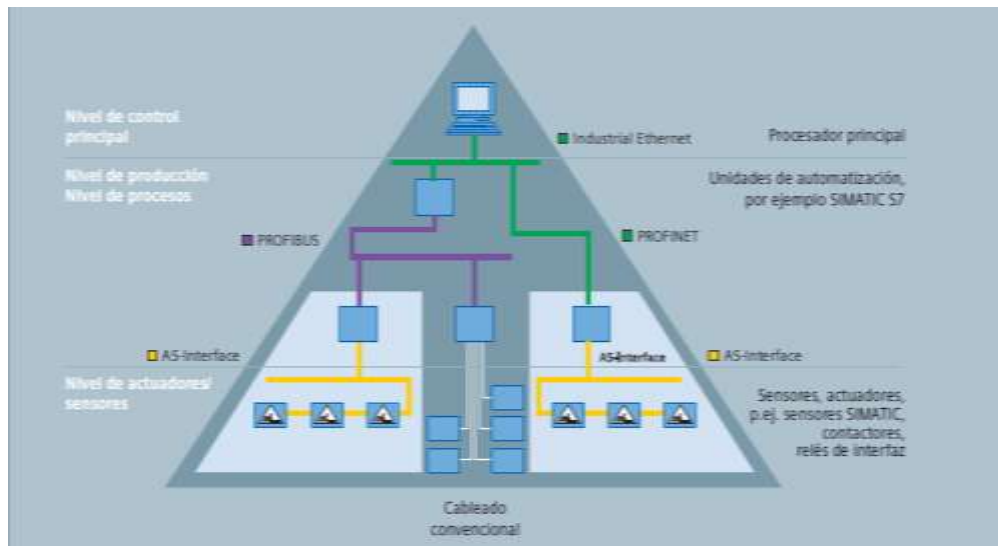 Nivel de control
principal
Industrial Ethernet
Procesador principal
Nivel de producción
Nivel de procesos
Unidades de automatización,
por ejemplo SIMATIC S7
PROFIBUS
PROFINET
AS-Interface
AS-Interface
AS-Interface
Nivel de actuadores/
sensores
Sensores, actuadores,
p.ej. sensores SIMATIC,
contactores,
relés de interfaz
Cableado
convencional